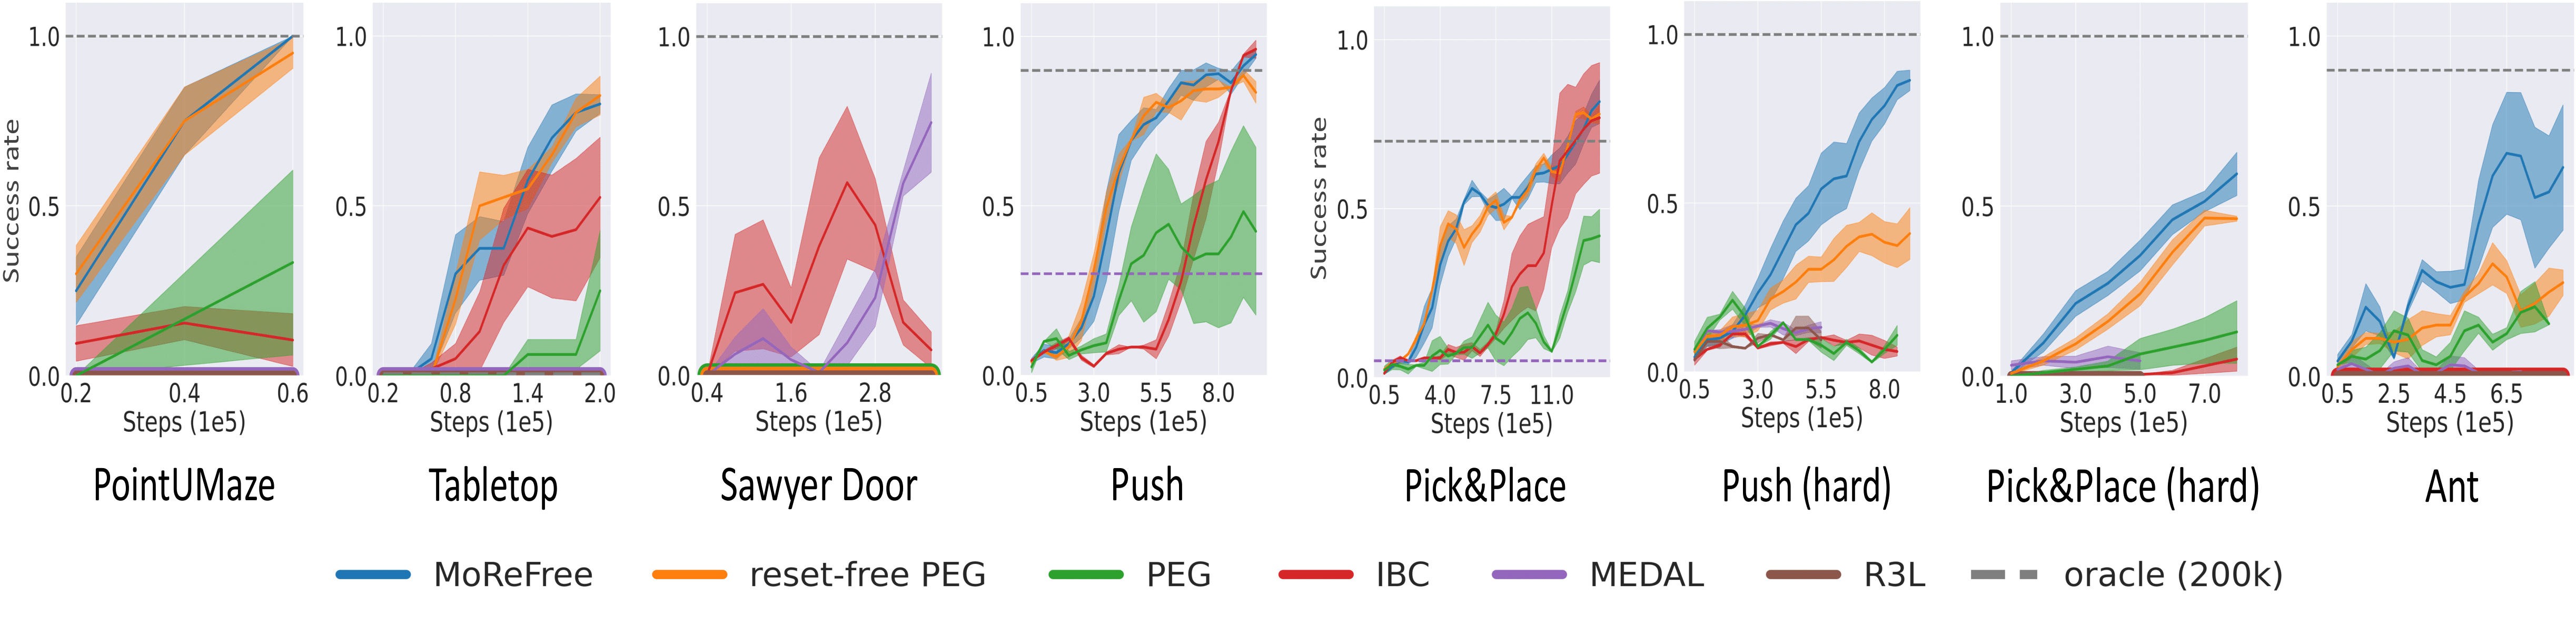 Success rate
1.0
0.5
0.0
0.2 0.4 0.6
Steps (1e5)
PointUMaze
1.0
0.5
0.0
0.2 0.8 1.4 2.0
Steps (1e5)
Tabletop
1.0
0.5
0.0
0.4 1.6 2.8
Steps (1e5)
Sawyer Door
1.0
0.5
0.0
0.5 3.0 5.5 8.0
Steps (1e5)
Push
Success rate
1.0
0.5
0.0
0.5 4.0 7.5 11.0
Steps (1e5)
Pick&Place
1.0
0.5
0.0
0.5 3.0 5.5 8.0
Steps (1e5)
Push (hard)
1.0
0.5
0.0
1.0 3.0 5.0 7.0
Steps (1e5)
Pick&Place (hard)
1.0
0.5
0.0
0.5 2.5 4.5 6.5
Steps (1e5)
Ant
MoReFree reset-free PEG PEG IBC MEDAL R3L oracle (200k)